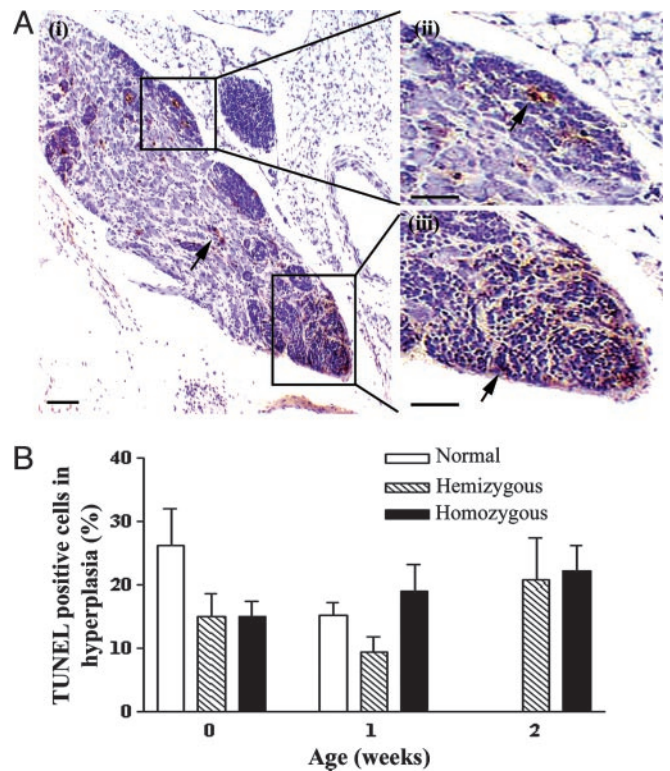 A
(i)
(ii)
(iii)
B
TUNEL positive cells in
hyperplasia (%)
40
30
20
10
0
Normal
Hemizygous
Homozygous
0 1 2
Age (weeks)